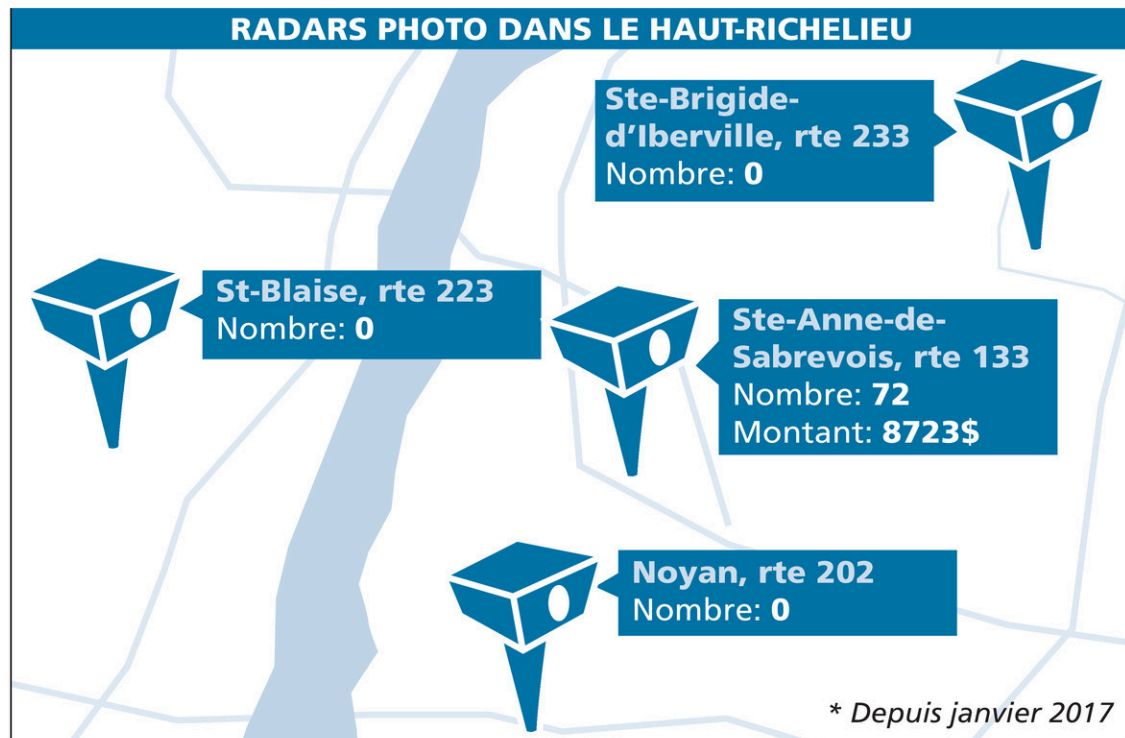 RADARS PHOTO DANS LE HAUT-RICHELIEU
Ste-Brigide-
d'Iberville, rte 233
Nombre: 0
St-Blaise, rte 223
Nombre: 0
Ste-Anne-de-
Sabrevois, rte 133
Nombre: 72
Montant: 8723$
Noyan, rte 202
Nombre: 0
* Depuis janvier 2017